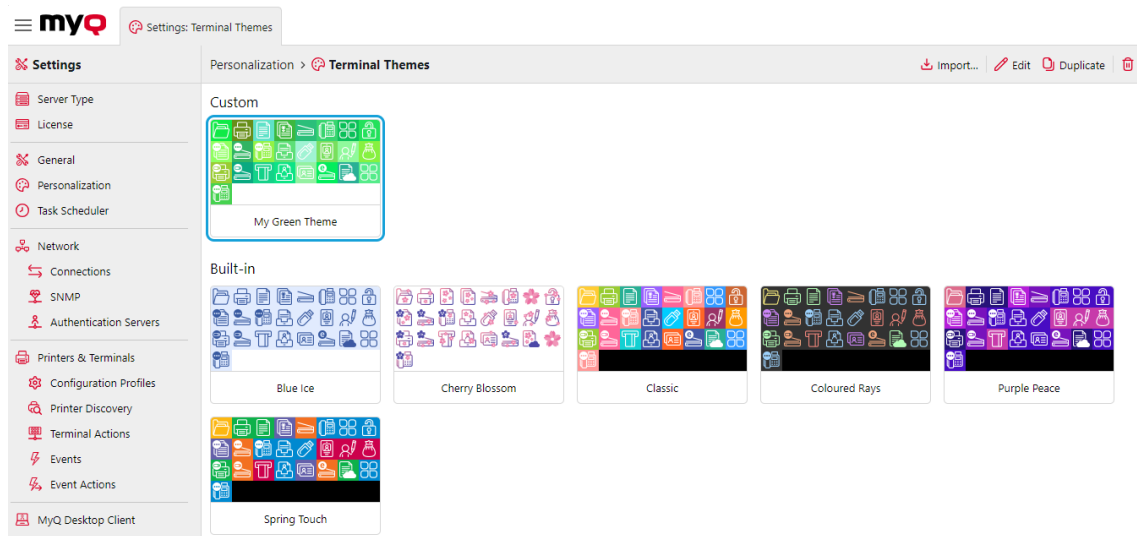 myQ
Settings: Terminal Themes
Settings
Personalization > Terminal Themes
Import...
Edit
Duplicate
Server Type
License
General
Personalization
Task Scheduler
Network
Connections
SNMP
Authentication Servers
Printers & Terminals
Configuration Profiles
Printer Discovery
Terminal Actions
Events
Event Actions
MyQ Desktop Client
Custom
My Green Theme
Built-in
Blue Ice
Cherry Blossom
Classic
Coloured Rays
Purple Peace
Spring Touch